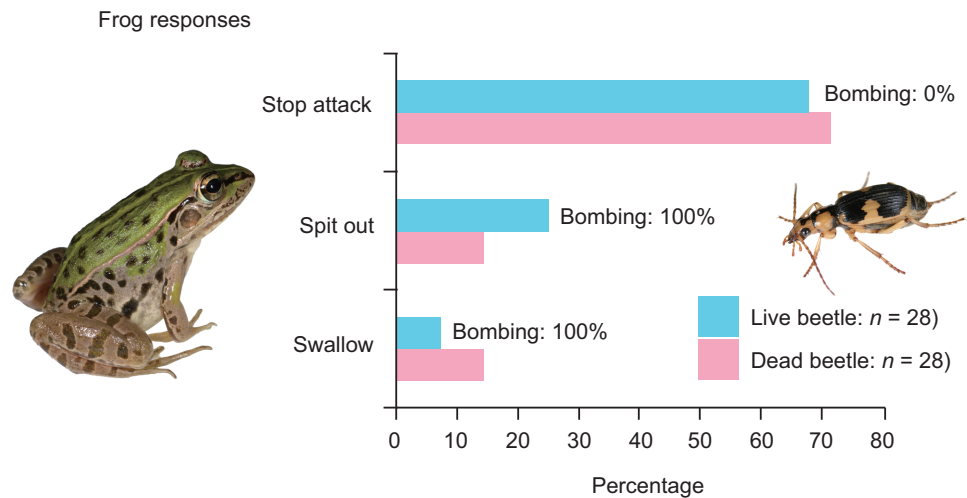 Frog responses
Stop attack
Bombing: 0%
Spit out
Bombing: 100%
Swallow
Bombing: 100%
Live beetle: n = 28)
Dead beetle: n = 28)
0 10 20 30 40 50 60 70 80
Percentage